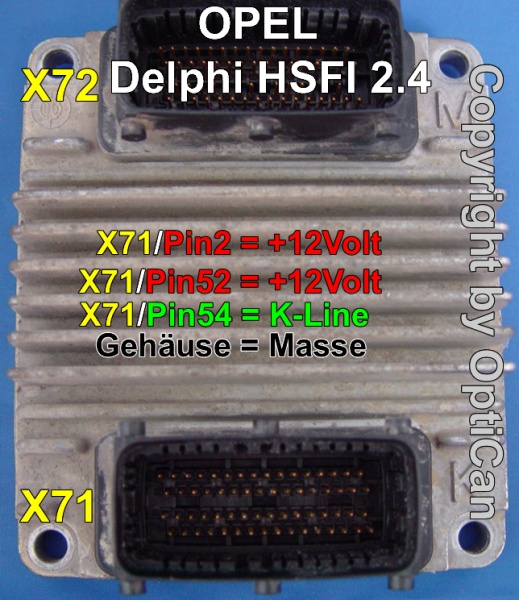 OPEL
Delphi HSFI 2.4
X72
M
X71/Pin2 = +12Volt
X71/Pin52 = +12Volt
X71/Pin54 = K-Line
Gehäuse = Masse
Copyright by OptiCan
X71
K